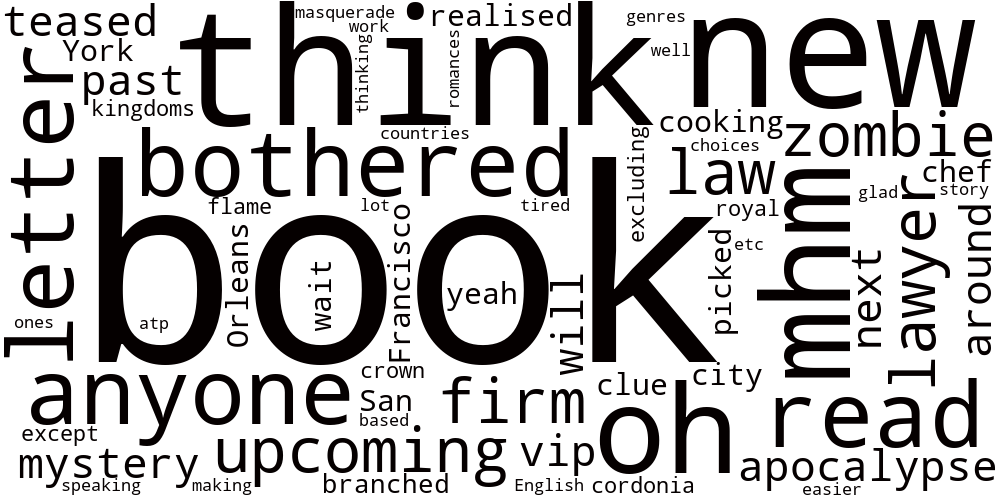 teased
masquerade
work
realised
genres
York
think
new
well
past
thinking
romances
kingdoms
letter
countries
cooking
zombie
bothered
choices
excluding
law
chef
mhm
glad
story
book
flame
lot
tired
royal
lawyer
around
Orleans
wait
Francisco
yeah
will
picked
etc
next
ones
atp
anyone
crown
San
based
firm
clue
city
oh
read
except
mystery
upcoming
vip
apocalypse
speaking
making
branched
English
cordonia
easier